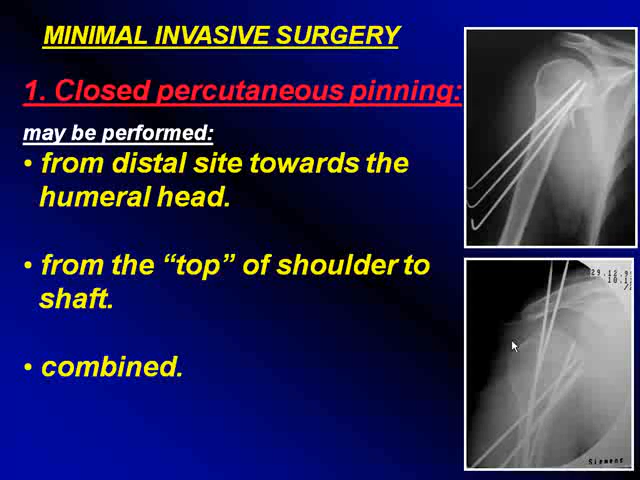 MINIMAL INVASIVE SURGERY
1. Closed percutaneous pinning:
may be performed:
• from distal site towards the
humeral head.
• from the “top” of shoulder to
shaft.
• combined.
Siemens